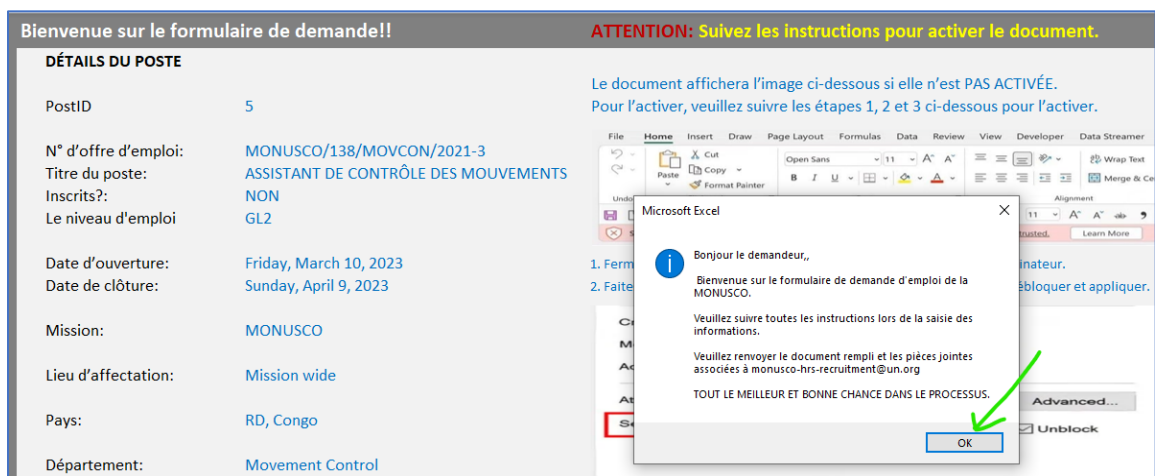 Bienvenue sur le formulaire de demande!!
ATTENTION: Suivez les instructions pour activer le document.
DÉTAILS DU POSTE
PostID 5
N° d'offre d'emploi: MONUSCO/138/MOVCON/2021-3
Titre du poste: ASSISTANT DE CONTRÔLE DES MOUVEMENTS
Inscrits?: NON
Le niveau d'emploi GL2
Date d'ouverture: Friday, March 10, 2023
Date de clôture: Sunday, April 9, 2023
Mission: MONUSCO
Lieu d'affectation: Mission wide
Pays: RD, Congo
Département: Movement Control
Le document affichera l'image ci-dessous si elle n'est PAS ACTIVÉE.
Pour l'activer, veuillez suivre les étapes 1, 2 et 3 ci-dessous pour l'activer.
File Home Insert Draw Page Layout Formulas Data Review View Developer Data Streamer
Cut
Copy
Format Painter
Paste
Open Sans 11 A^ A˅
B I U A
Wrap Text
Merge & Ce
Undo
Alignment
11 A^ A˅ ab
trusted. Learn More
1. Ferm
inateur.
2. Faite
ébloquer et appliquer.
Microsoft Excel
Bonjour le demandeur,,
Bienvenue sur le formulaire de demande d'emploi de la
MONUSCO.
Veuillez suivre toutes les instructions lors de la saisie des
informations.
Veuillez renvoyer le document rempli et les pièces jointes
associées à monusco-hrs-recruitment@un.org
TOUT LE MEILLEUR ET BONNE CHANCE DANS LE PROCESSUS.
OK
Advanced...
Unblock